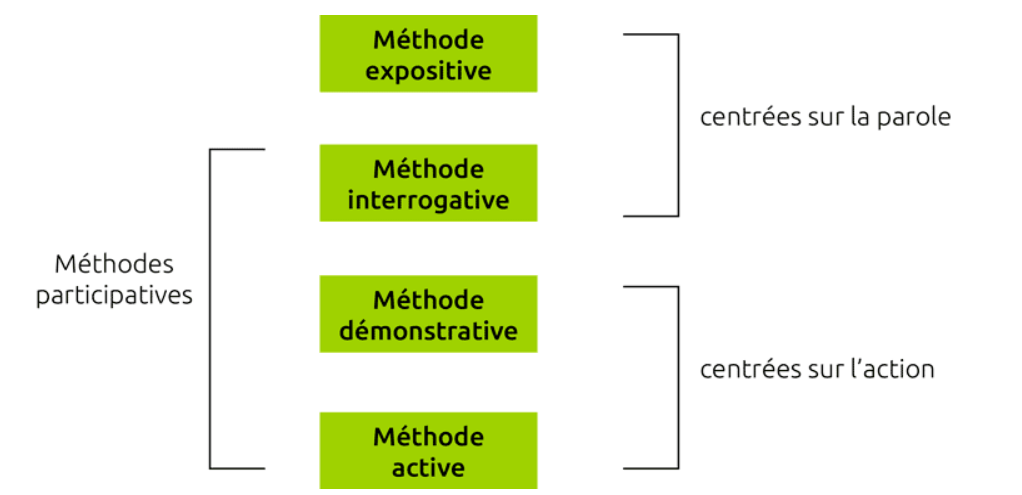 Méthode
expositive
centrées sur la parole
Méthode
interrogative
Méthodes
participatives
Méthode
démonstrative
centrées sur l’action
Méthode
active